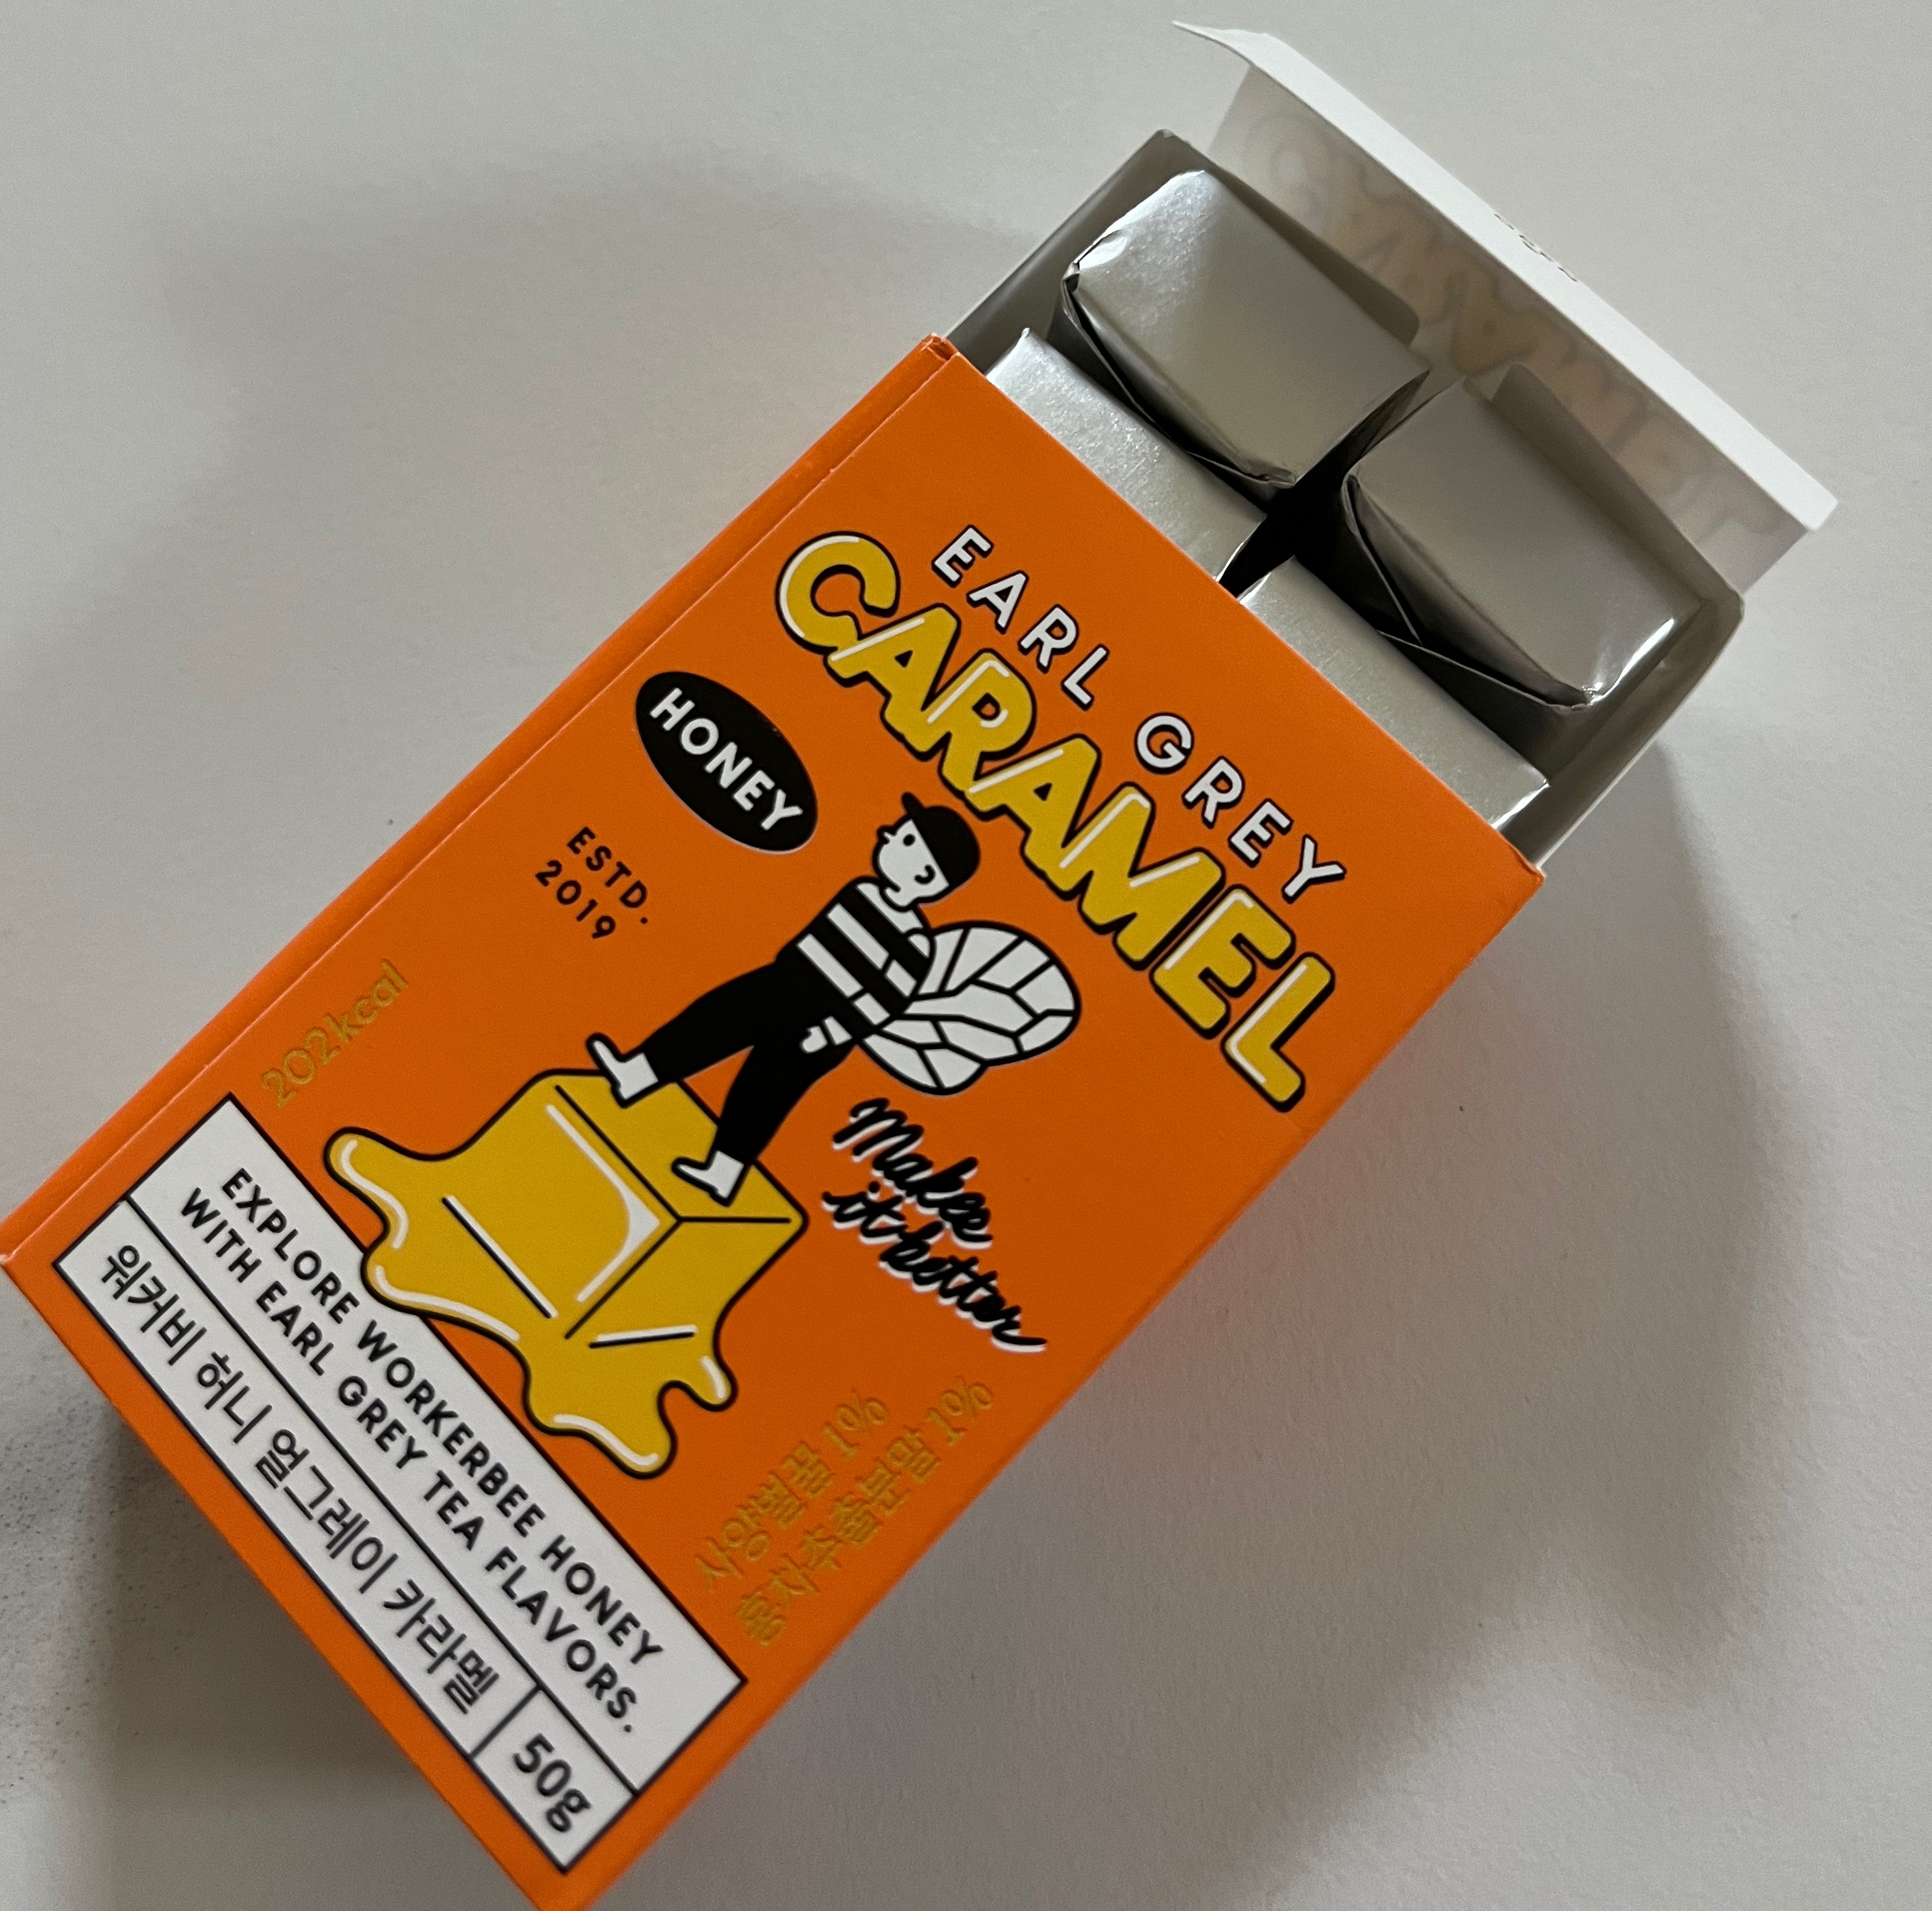 EARL GREY
CARAMEL
HONEY
ESTD.
2019
Makee
it better
202kcal
사양벌꿀 1%
홍차추출분말 1%
EXPLORE WORKERBEE HONEY
WITH EARL GREY TEA FLAVORS.
워커비 허니 얼그레이 카라멜
50g